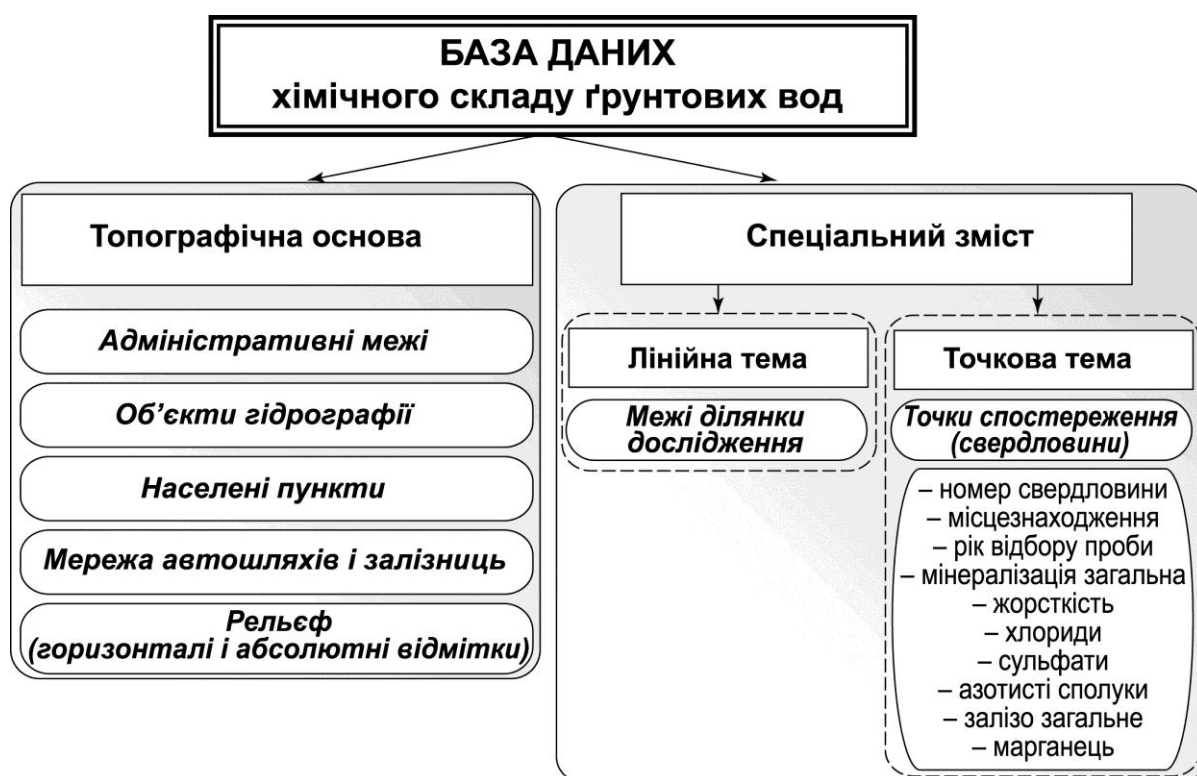 БАЗА ДАНИХ
хімічного складу ґрунтових вод
Топографічна основа
Адміністративні межі
Об’єкти гідрографії
Населені пункти
Мережа автошляхів і залізниць
Рельєф
(горизонталі і абсолютні відмітки)
Спеціальний зміст
Лінійна тема
Межі ділянки
дослідження
Точкова тема
Точки спостереження
(свердловини)
– номер свердловини
– місцезнаходження
– рік відбору проби
– мінералізація загальна
– жорсткість
– хлориди
– сульфати
– азотисті сполуки
– залізо загальне
– марганець